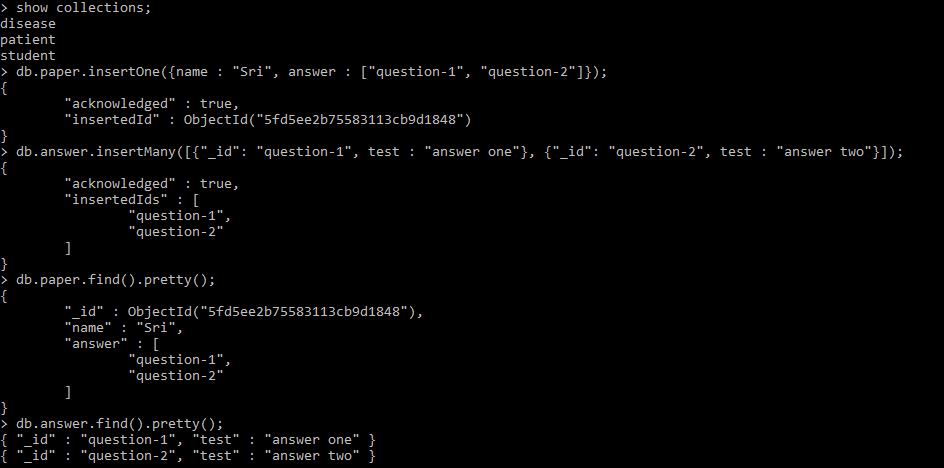 > show collections;
disease
patient
student
> db.paper.insertOne({name : "Sri", answer : ["question-1", "question-2"]});
{
        "acknowledged" : true,
        "insertedId" : ObjectId("5fd5ee2b75583113cb9d1848")
}
> db.answer.insertMany([{"_id": "question-1", test : "answer one"}, {"_id": "question-2", test : "answer two"}]);
{
        "acknowledged" : true,
        "insertedIds" : [
                "question-1",
                "question-2"
        ]
}
> db.paper.find().pretty();
{
        "_id" : ObjectId("5fd5ee2b75583113cb9d1848"),
        "name" : "Sri",
        "answer" : [
                "question-1",
                "question-2"
        ]
}
> db.answer.find().pretty();
{ "_id" : "question-1", "test" : "answer one" }
{ "_id" : "question-2", "test" : "answer two" }